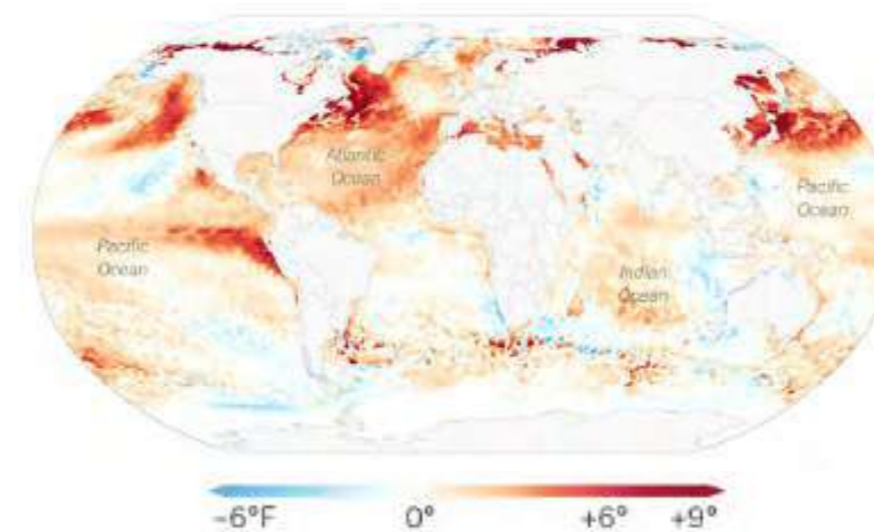 Atlantic
Ocean
Pacific
Ocean
Pacific
Ocean
Indian
Ocean
-6°F 0° +6° +9°